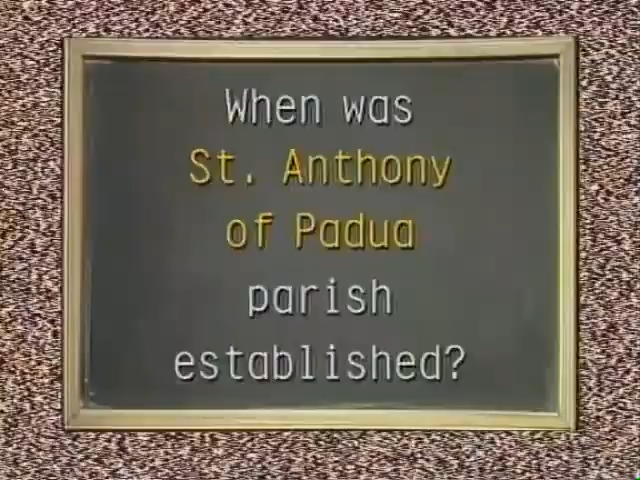 When was
St. Anthony
of Padua
parish
established?